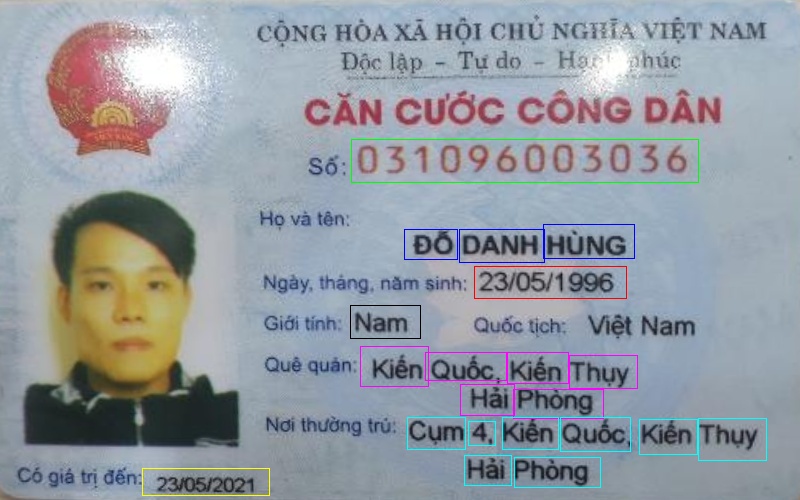 CỘNG HÒA XÃ HỘI CHỦ NGHĨA VIỆT NAM
Độc lập - Tự do - Hạnh phúc
CĂN CƯỚC CÔNG DÂN
Số: 031096003036
Họ và tên:
ĐỖ DANH HÙNG
Ngày, tháng, năm sinh: 23/05/1996
Giới tính: Nam Quốc tịch: Việt Nam
Quê quán: Kiến Quốc, Kiến Thụy
Hải Phòng
Nơi thường trú: Cụm 4, Kiến Quốc, Kiến Thụy
Hải Phòng
Có giá trị đến: 23/05/2021